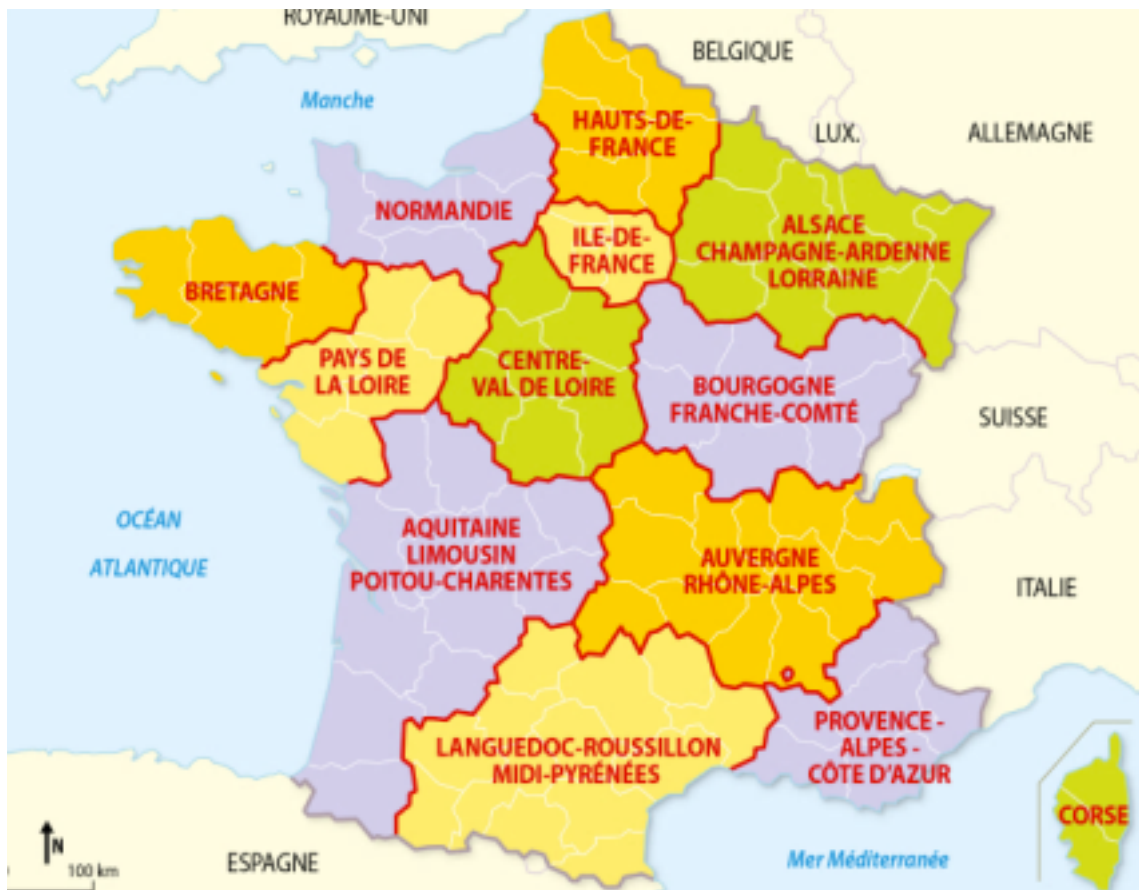 ROYAUME-UNI
BELGIQUE
Manche
HAUTS-DE-
FRANCE
LUX.
ALLEMAGNE
NORMANDIE
ILE-DE-
FRANCE
ALSACE
CHAMPAGNE-ARDENNE
LORRAINE
BRETAGNE
PAYS DE
LA LOIRE
CENTRE-
VAL DE LOIRE
BOURGOGNE
FRANCHE-COMTÉ
SUISSE
OCÉAN
ATLANTIQUE
AQUITAINE
LIMOUSIN
POITOU-CHARENTES
AUVERGNE
RHÔNE-ALPES
ITALIE
LANGUEDOC-ROUSSILLON
MIDI-PYRÉNÉES
PROVENCE -
ALPES -
CÔTE D'AZUR
CORSE
N
100 km
ESPAGNE
Mer Méditerranée